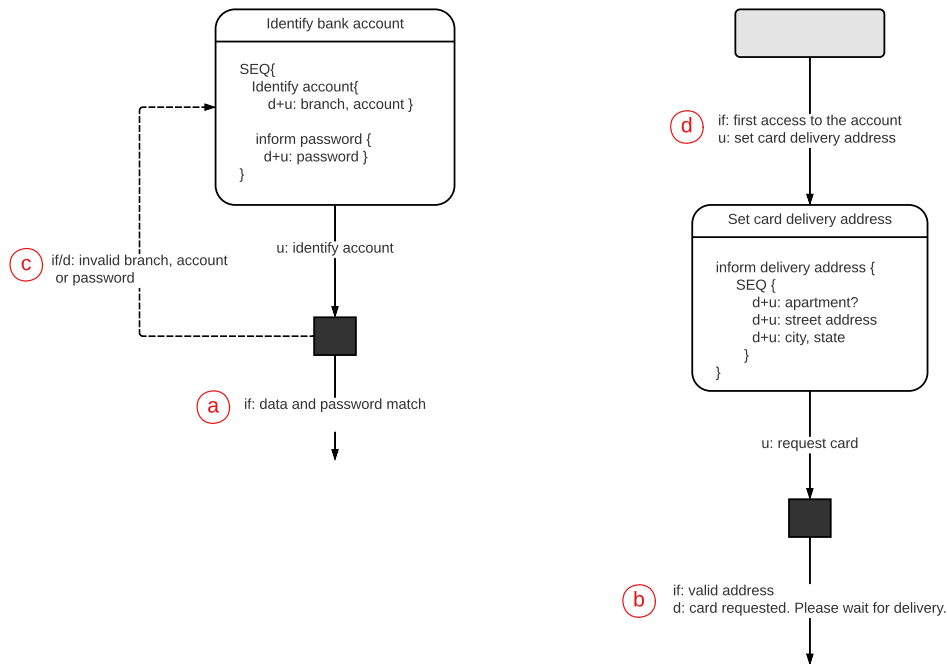 Identify bank account
SEQ{
Identify account{
d+u: branch, account }
inform password {
d+u: password }
}
u: identify account
c
if/d: invalid branch, account
or password
a
if: data and password match
d
if: first access to the account
u: set card delivery address
Set card delivery address
inform delivery address {
SEQ {
d+u: apartment?
d+u: street address
d+u: city, state
}
}
u: request card
b
if: valid address
d: card requested. Please wait for delivery.